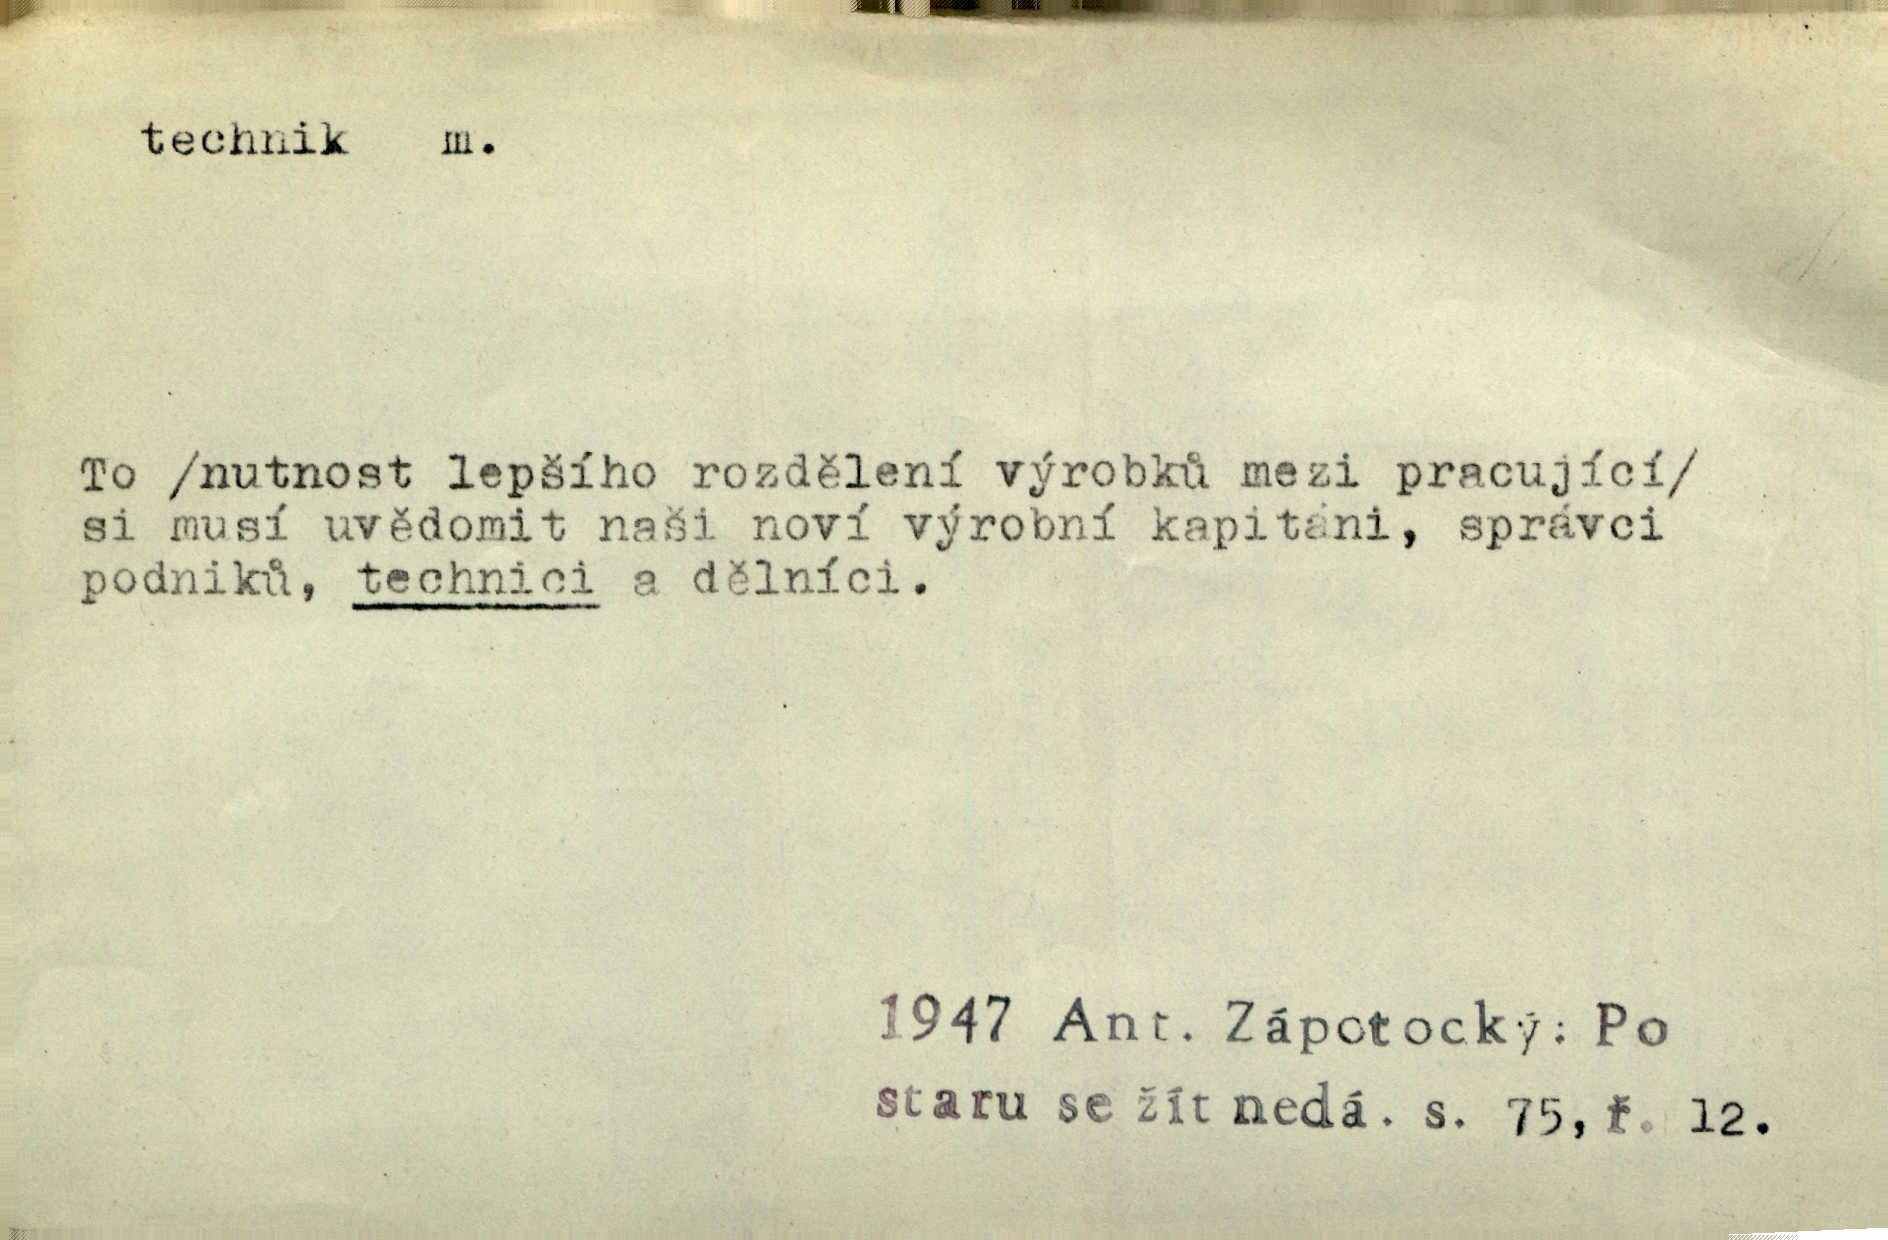 technik m.
To /nutnost lepšího rozdělení výrobků mezi pracující/
si musí uvědomit naši noví výrobní kapitáni, správci
podniků, technici a dělníci.
1947 Ant. Zápotocký: Po
staru se žít nedá. s. 75, ř. 12.